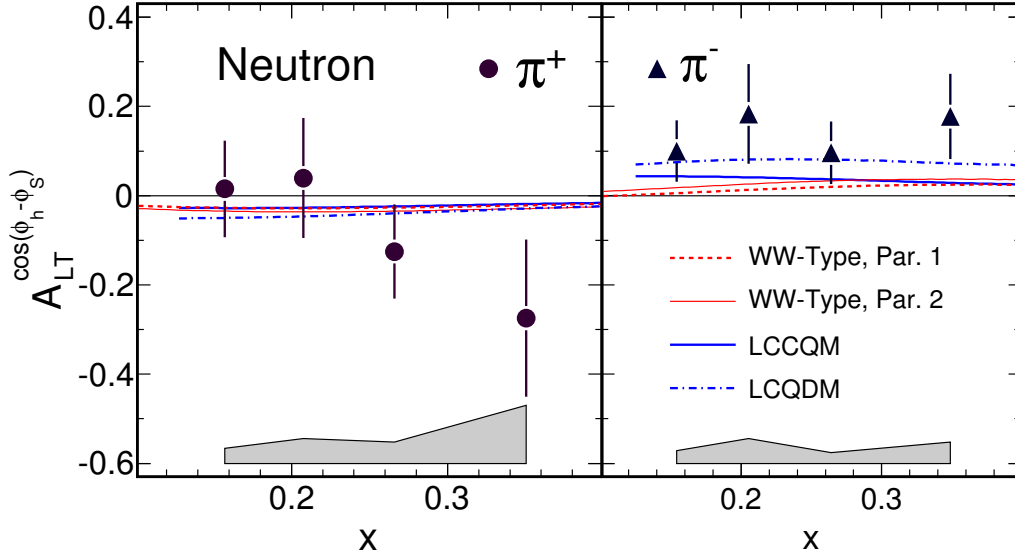 Neutron
π+
π-
A_LT^cos(ϕ_h-ϕ_S)
0.4
0.2
0
-0.2
-0.4
-0.6
WW-Type, Par. 1
WW-Type, Par. 2
LCCQM
LCQDM
0.2 0.3 0.2 0.3
x x